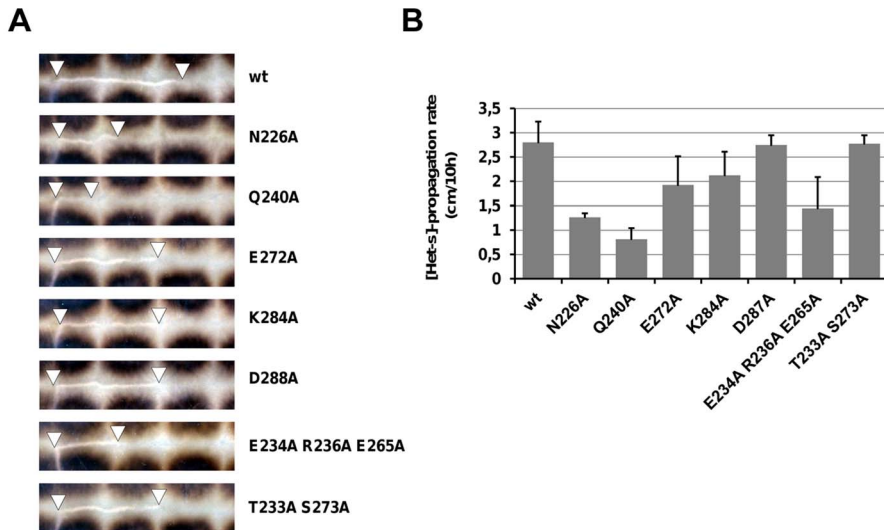 A
wt
N226A
Q240A
E272A
K284A
D288A
E234A R236A E265A
T233A S273A
B
[Het-s]-propagation rate
(cm/10h)
3,5
3
2,5
2
1,5
1
0,5
0
wt
N226A
Q240A
E272A
K284A
D287A
E234A R236A E265A
T233A S273A